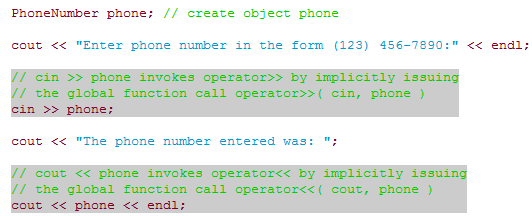 PhoneNumber phone; // create object phone
cout << "Enter phone number in the form (123) 456-7890:" << endl;
// cin >> phone invokes operator>> by implicitly issuing
// the global function call operator>>( cin, phone )
cin >> phone;
cout << "The phone number entered was: ";
// cout << phone invokes operator<< by implicitly issuing
// the global function call operator<<( cout, phone )
cout << phone << endl;